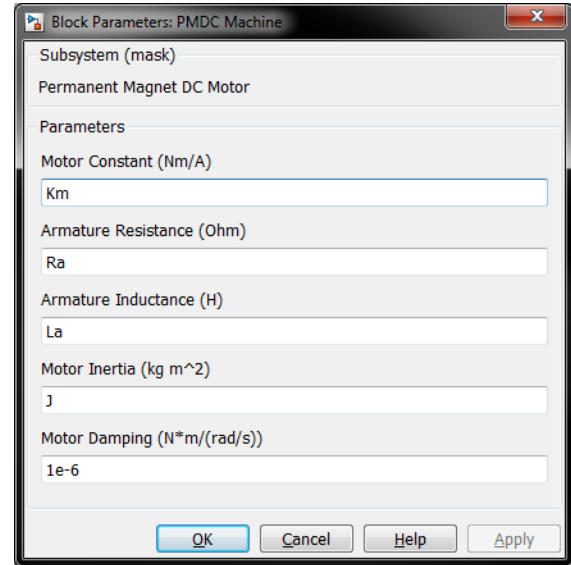 Block Parameters: PMDC Machine
Subsystem (mask)
Permanent Magnet DC Motor
Parameters
Motor Constant (Nm/A)
Km
Armature Resistance (Ohm)
Ra
Armature Inductance (H)
La
Motor Inertia (kg m^2)
J
Motor Damping (N*m/(rad/s))
1e-6
OK Cancel Help Apply